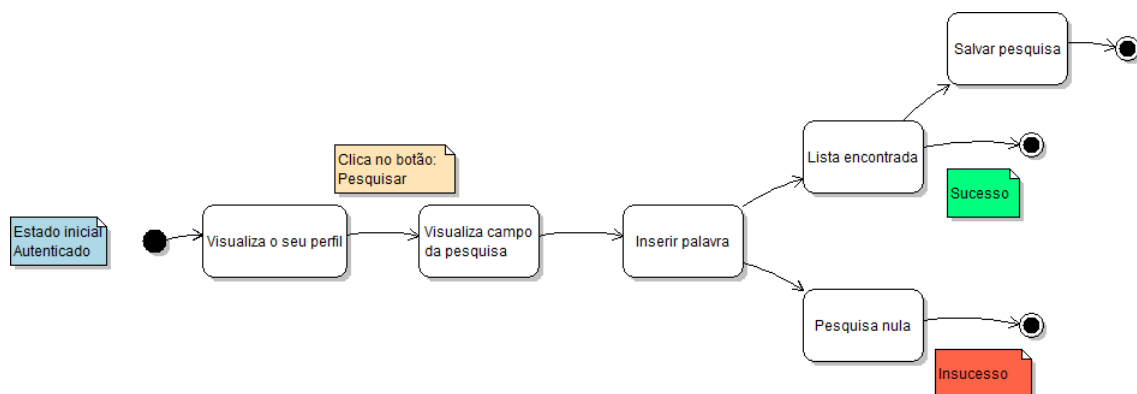 Estado inicial
Autenticado
Visualiza o seu perfil
Clica no botão:
Pesquisar
Visualiza campo
da pesquisa
Inserir palavra
Lista encontrada
Salvar pesquisa
Sucesso
Pesquisa nula
Insucesso